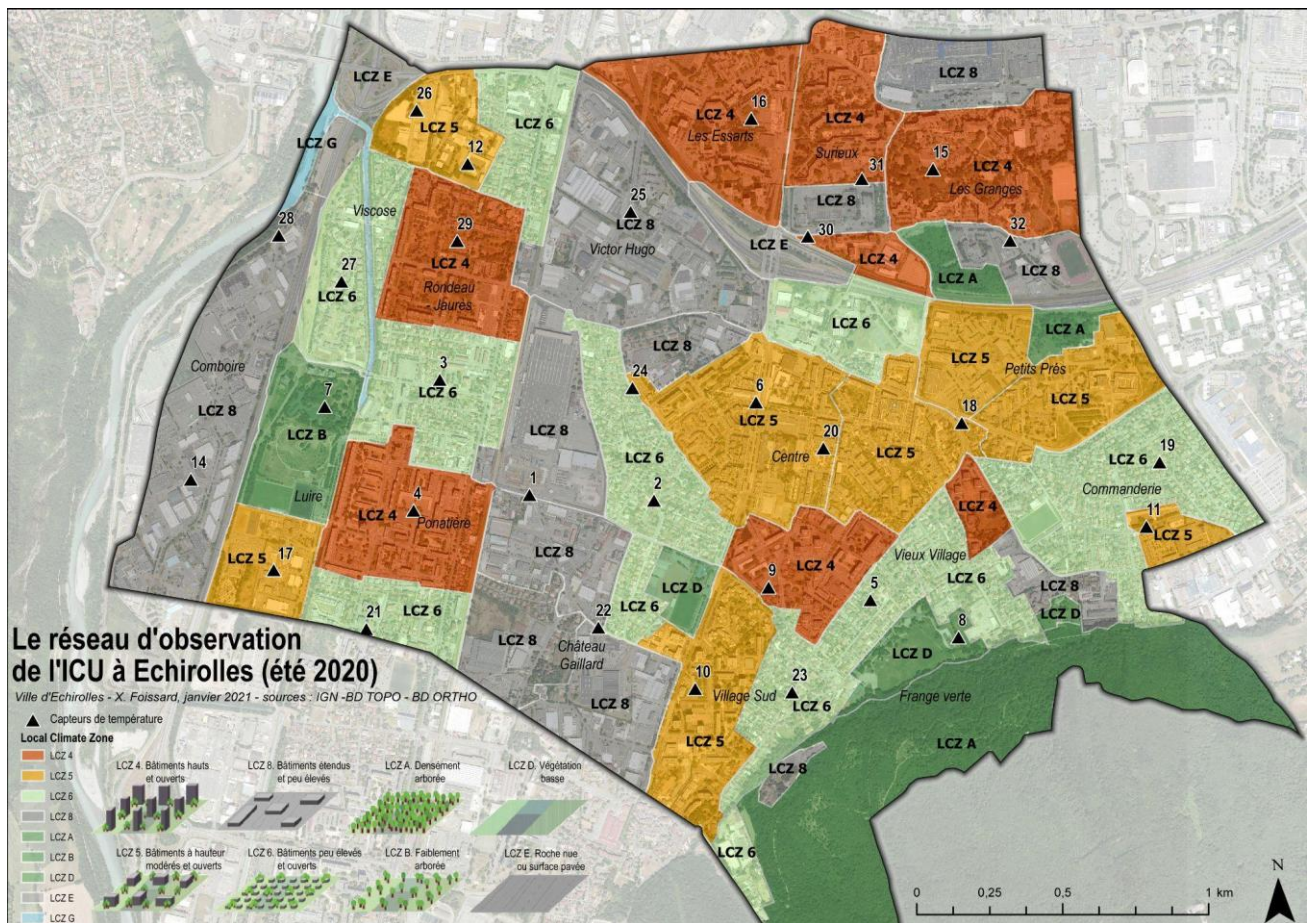 LCZ E
LCZ 8
26
LCZ 5
LCZ 6
LCZ 4
16
Les Essarts
LCZ 4
Surieux
12
LCZ G
31
15
LCZ 4
Les Granges
Viscose
25
LCZ 8
Victor Hugo
LCZ 8
28
29
LCZ 4
Rondeau
- Jaures
LCZ E
30
LCZ 4
32
LCZ 8
27
LCZ 6
LCZ A
LCZ 6
LCZ A
LCZ 8
Comboire
3
LCZ 6
LCZ 5
Petits Prés
7
24
6
LCZ 5
LCZ 5
LCZ 8
LCZ B
LCZ 8
18
20
Centre
LCZ 5
19
LCZ 6
Commanderie
LCZ 6
14
1
2
Luire
4
LCZ 4
Ponatière
LCZ 4
11
LCZ 5
LCZ 8
LCZ 4
Vieux Village
LCZ 5
17
LCZ D
9
5
LCZ 6
LCZ 8
LCZ 6
LCZ D
21
LCZ 6
22
8
Château
Gaillard
LCZ 8
LCZ D
10
Village Sud
23
LCZ 6
Frange verte
LCZ 8
LCZ 5
LCZ A
LCZ 8
LCZ 6
Le réseau d'observation
de l'ICU à Echirolles (été 2020)
Ville d'Echirolles - X. Foissard, janvier 2021 - sources : IGN -BD TOPO - BD ORTHO
Capteurs de température
Local Climate Zone
LCZ 4
LCZ 5
LCZ 6
LCZ 8
LCZ A
LCZ B
LCZ D
LCZ E
LCZ G
LCZ 4. Bâtiments hauts
et ouverts
LCZ 8. Bâtiments étendus
et peu élevés
LCZ A. Densément
arborée
LCZ D. Végétation
basse
LCZ 5. Bâtiments à hauteur
modérés et ouverts
LCZ 6. Bâtiments peu élevés
et ouverts
LCZ B. Faiblement
arborée
LCZ E. Roche nue
ou surface pavée
0 0,25 0,5 1 km
N